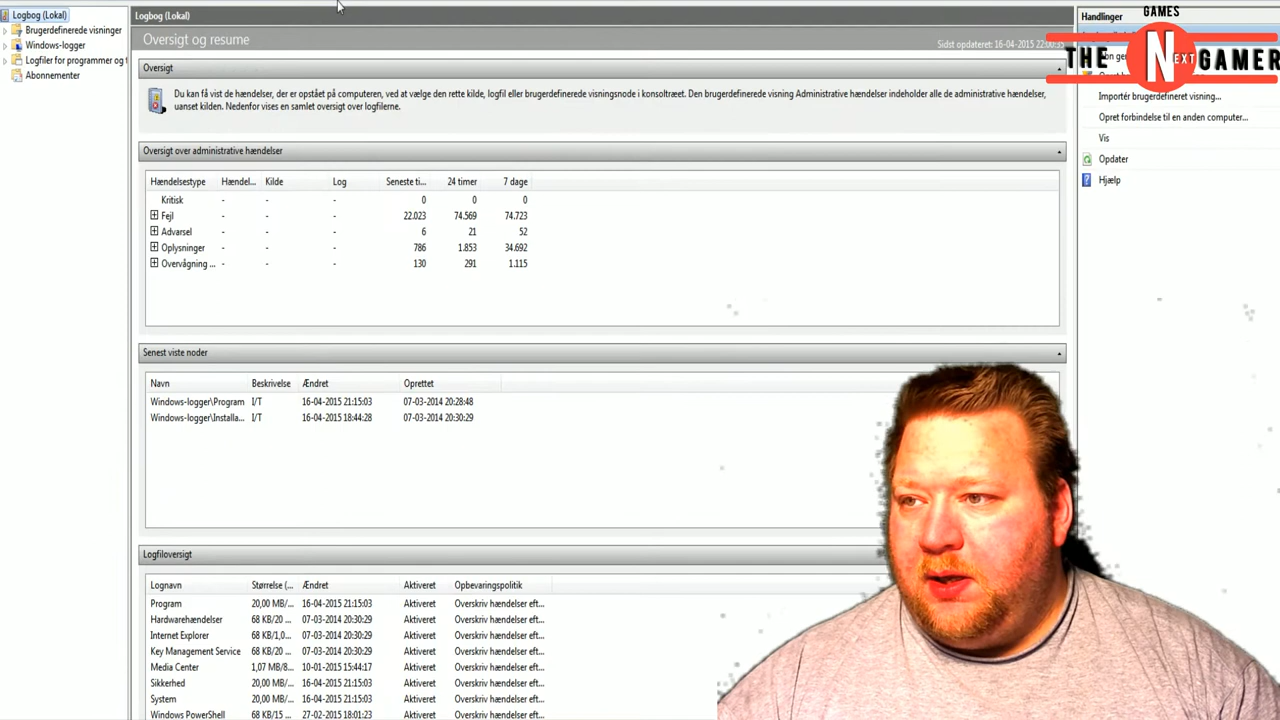 Logbog (Lokal)
Brugerdefinerede visninger
Windows-logger
Logfiler for programmer og t
Abonnementer
Logbog (Lokal)
Oversigt og resume
Sidst opdateret: 16-04-2015 22:00:35
Oversigt
Du kan få vist de hændelser, der er opstået på computeren, ved at vælge den rette kilde, logfil eller brugerdefinerede visningsnode i konsoltræet. Den brugerdefinerede visning Administrative hændelser indeholder alle de administrative hændelser,
uanset kilden. Nedenfor vises en samlet oversigt over logfilerne.
Oversigt over administrative hændelser
Hændelsestype Hændel... Kilde Log Seneste ti... 24 timer 7 dage
Kritisk - - - 0 0 0
Fejl - - - 22.023 74.569 74.723
Advarsel - - - 6 21 52
Oplysninger - - - 786 1.853 34.692
Overvågning ... - - - 130 291 1.115
Senest viste noder
Navn Beskrivelse Ændret Oprettet
Windows-logger\Program I/T 16-04-2015 21:15:03 07-03-2014 20:28:48
Windows-logger\Installa... I/T 16-04-2015 18:44:28 07-03-2014 20:30:29
Logfiloversigt
Lognavn Størrelse (... Ændret Aktiveret Opbevaringspolitik
Program 20,00 MB/... 16-04-2015 21:15:03 Aktiveret Overskriv hændelser eft...
Hardwarehændelser 68 KB/20 ... 07-03-2014 20:30:29 Aktiveret Overskriv hændelser eft...
Internet Explorer 68 KB/1,0... 07-03-2014 20:30:29 Aktiveret Overskriv hændelser eft...
Key Management Service 68 KB/20 ... 07-03-2014 20:30:29 Aktiveret Overskriv hændelser eft...
Media Center 1,07 MB/8... 10-01-2015 15:44:17 Aktiveret Overskriv hændelser eft...
Sikkerhed 20,00 MB/... 16-04-2015 21:15:03 Aktiveret Overskriv hændelser eft...
System 20,00 MB/... 16-04-2015 21:15:03 Aktiveret Overskriv hændelser eft...
Windows PowerShell 68 KB/15 ... 27-02-2015 18:01:23 Aktiveret Overskriv hændelser eft...
Handlinger
GAMES
THE NEXT GAMER
Importér brugerdefineret visning...
Opret forbindelse til en anden computer...
Vis
Opdater
Hjælp